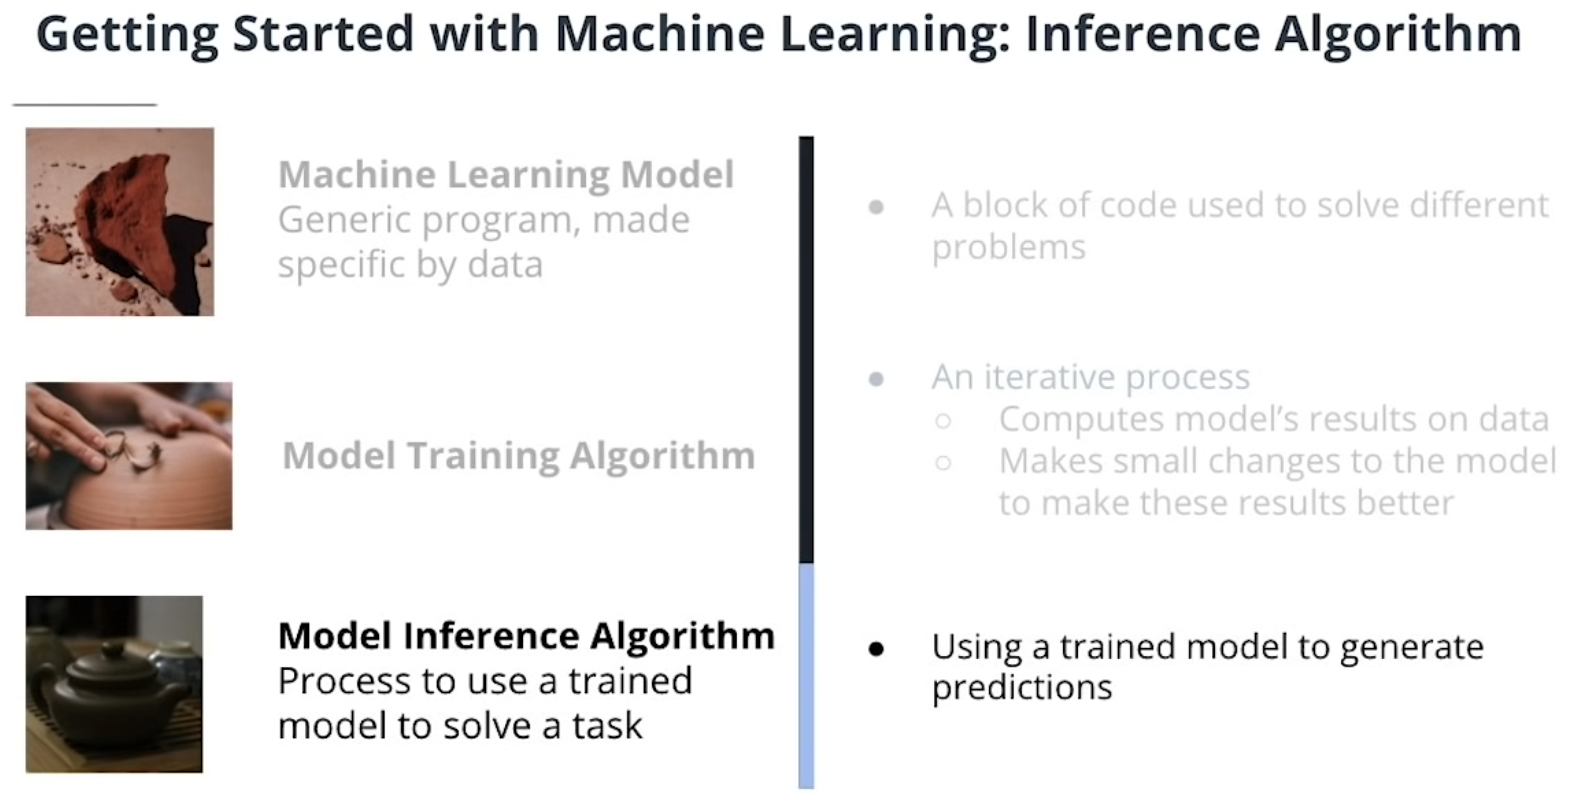 Getting Started with Machine Learning: Inference Algorithm
Machine Learning Model
Generic program, made
specific by data
● A block of code used to solve different
problems
Model Training Algorithm
● An iterative process
○ Computes model’s results on data
○ Makes small changes to the model
to make these results better
Model Inference Algorithm
Process to use a trained
model to solve a task
● Using a trained model to generate
predictions